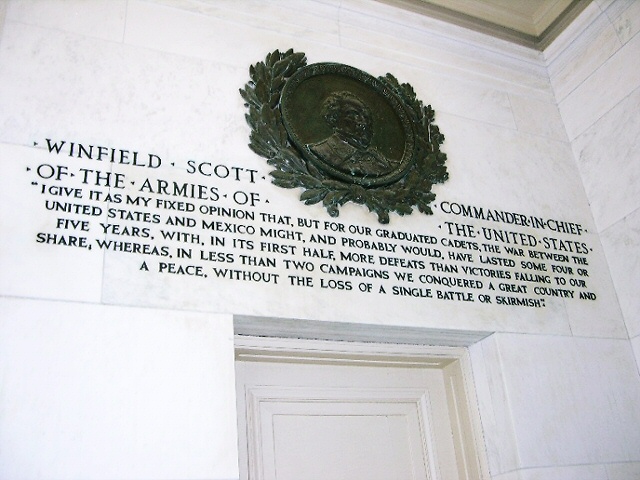 · WINFIELD · SCOTT · COMMANDER·IN·CHIEF ·
· OF · THE · ARMIES · OF · THE · UNITED · STATES ·
"I GIVE IT AS MY FIXED OPINION THAT, BUT FOR OUR GRADUATED CADETS, THE WAR BETWEEN THE
UNITED STATES AND MEXICO MIGHT, AND PROBABLY WOULD, HAVE LASTED SOME FOUR OR
FIVE YEARS, WITH, IN ITS FIRST HALF, MORE DEFEATS THAN VICTORIES FALLING TO OUR
SHARE, WHEREAS, IN LESS THAN TWO CAMPAIGNS WE CONQUERED A GREAT COUNTRY AND
A PEACE, WITHOUT THE LOSS OF A SINGLE BATTLE OR SKIRMISH"